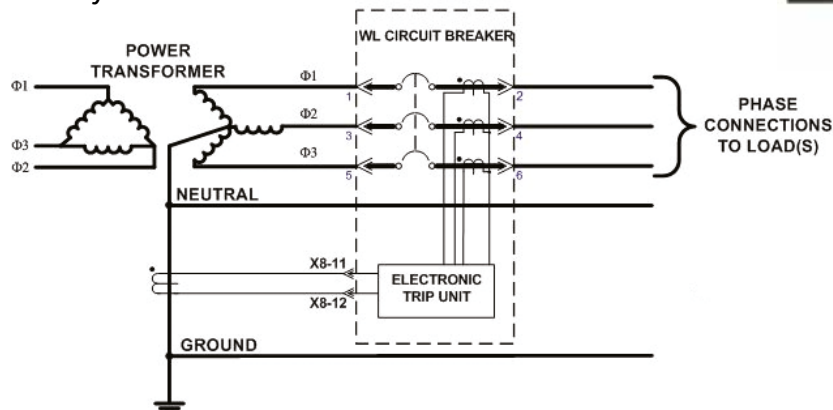 WL CIRCUIT BREAKER
POWER
TRANSFORMER
Φ1
Φ1
1
2
Φ2
3
4
PHASE
CONNECTIONS
TO LOAD(S)
Φ3
Φ2
Φ3
5
6
NEUTRAL
X8-11
X8-12
ELECTRONIC
TRIP UNIT
GROUND